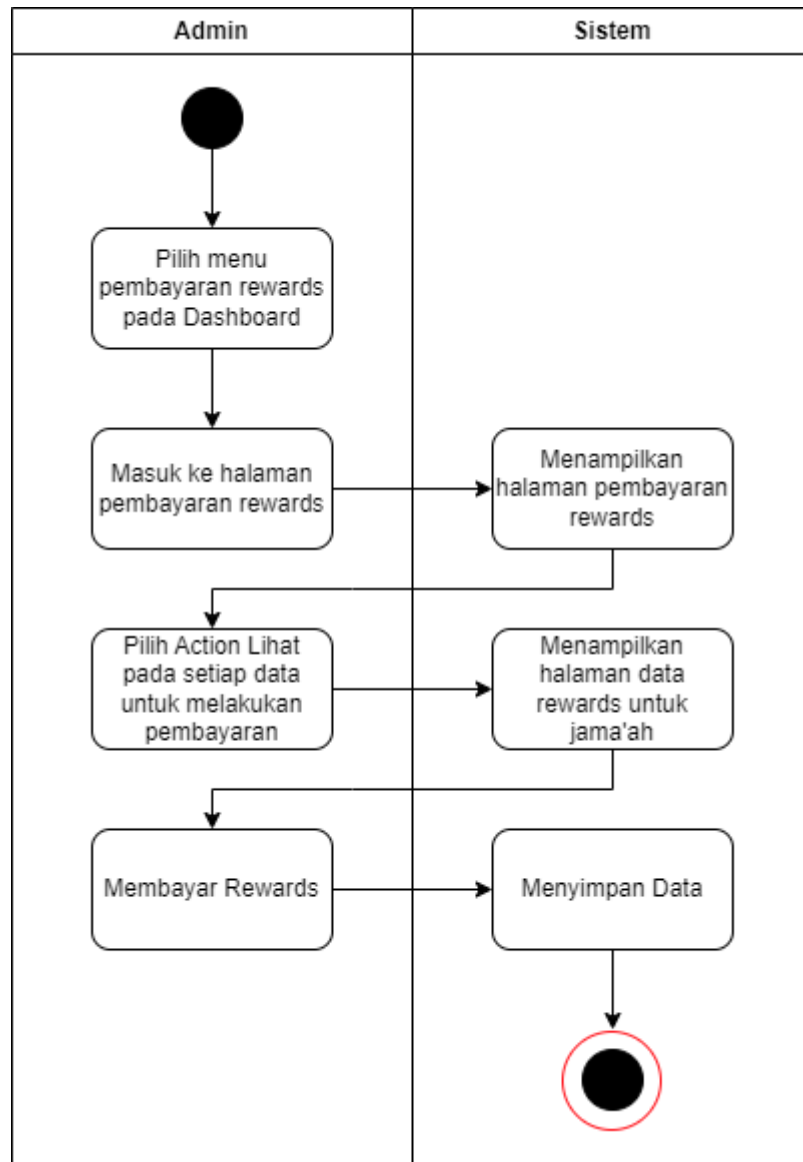 Admin
Sistem
Pilih menu
pembayaran rewards
pada Dashboard
Masuk ke halaman
pembayaran rewards
Menampilkan
halaman pembayaran
rewards
Pilih Action Lihat
pada setiap data
untuk melakukan
pembayaran
Menampilkan
halaman data
rewards untuk
jama'ah
Membayar Rewards
Menyimpan Data